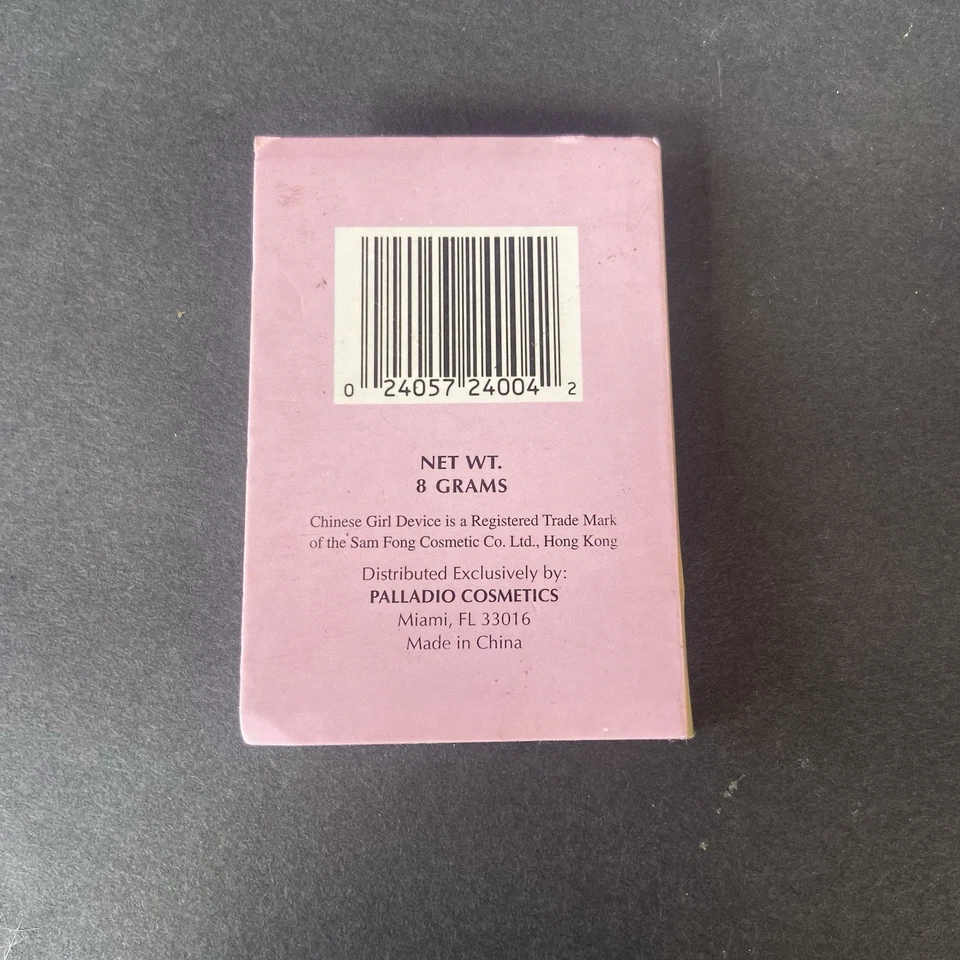 0 24057 24004 2
NET WT.
8 GRAMS
Chinese Girl Device is a Registered Trade Mark
of the Sam Fong Cosmetic Co. Ltd., Hong Kong
Distributed Exclusively by:
PALLADIO COSMETICS
Miami, FL 33016
Made in China